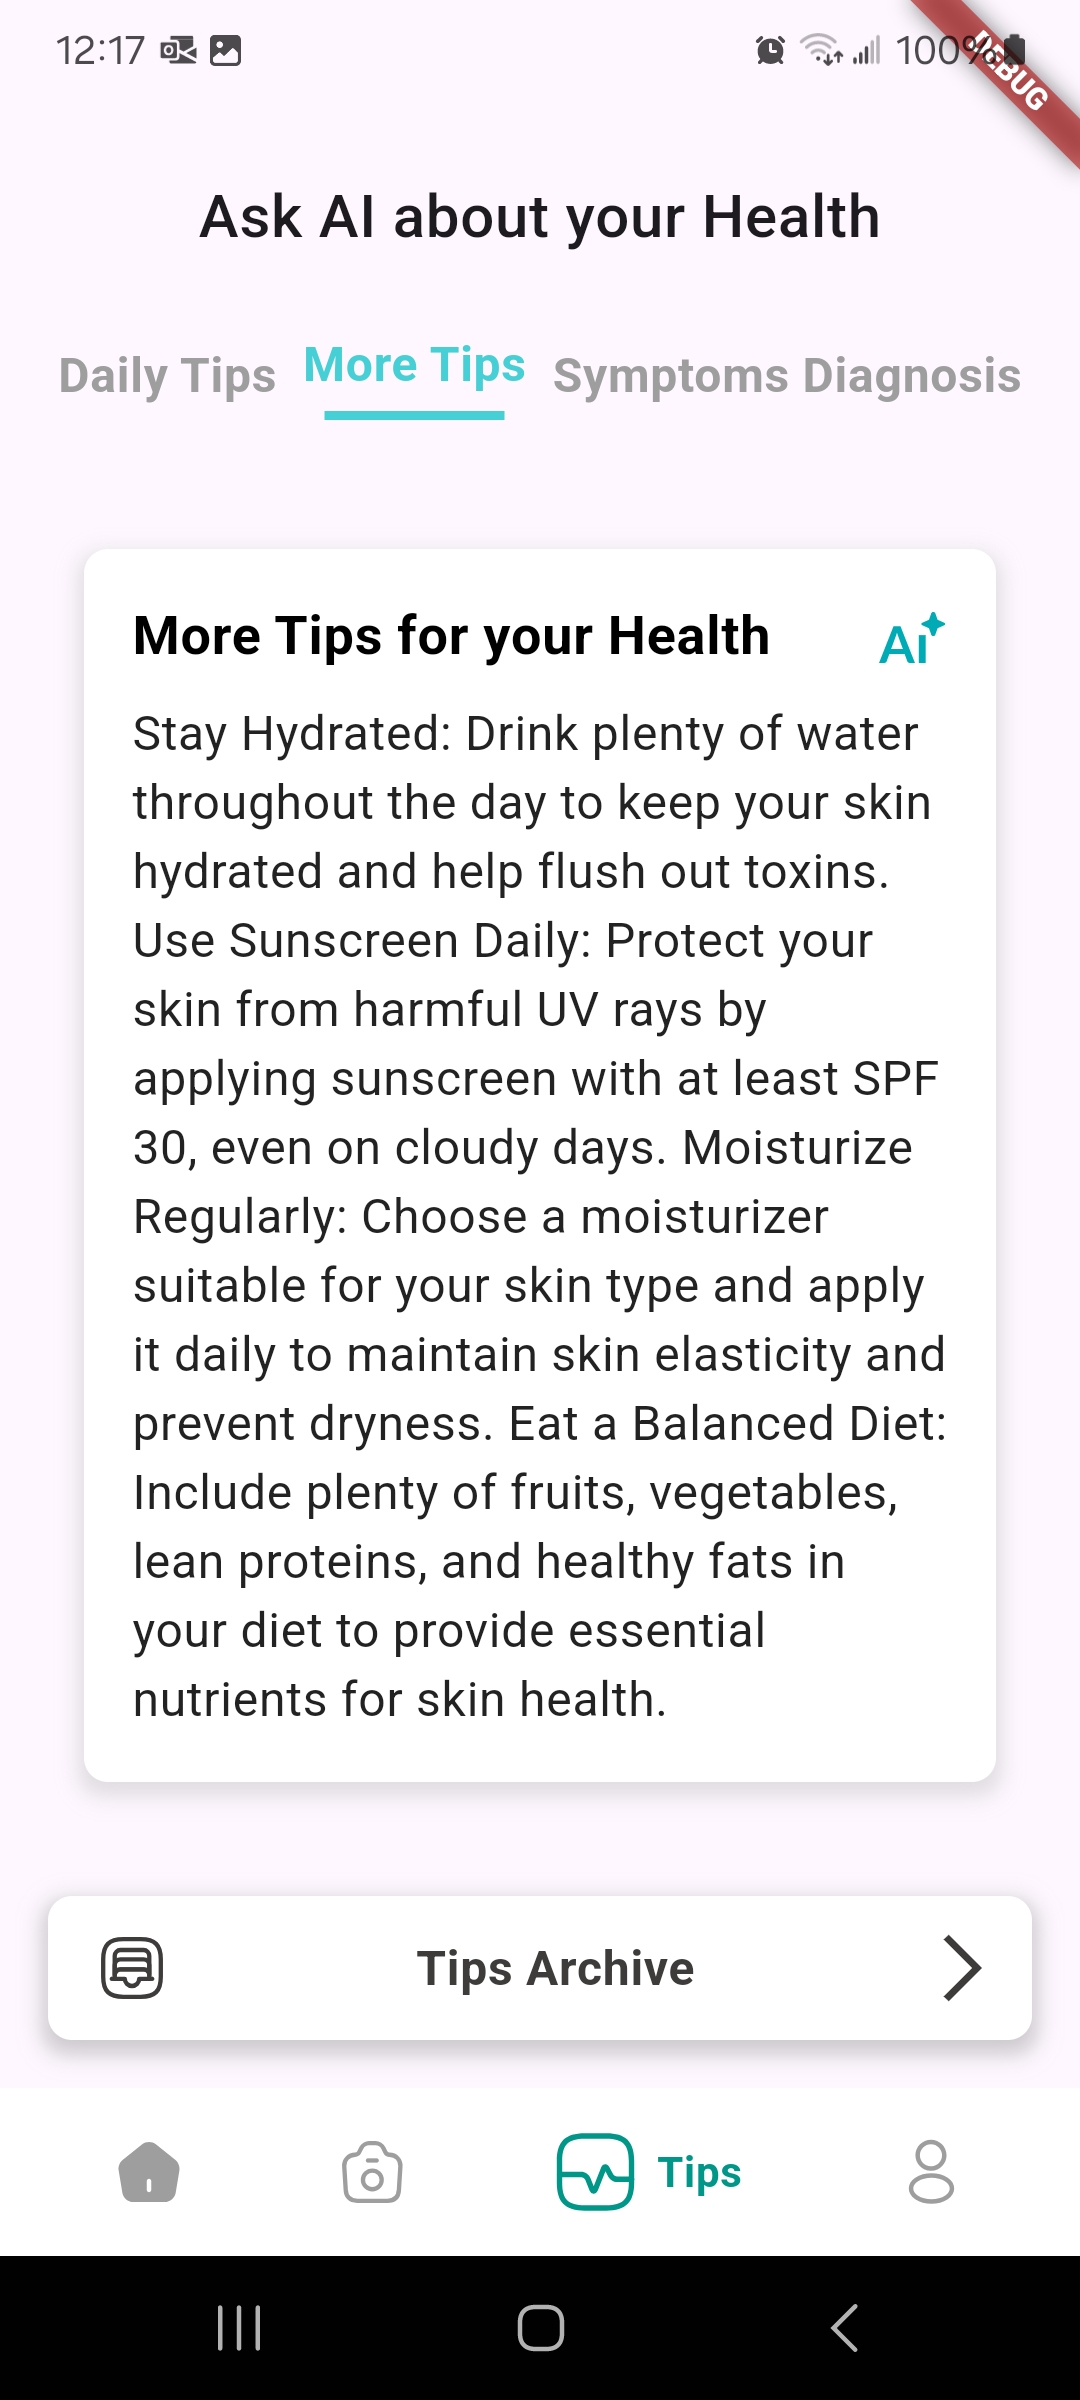 12:17
100%
DEBUG
Ask AI about your Health
Daily Tips More Tips Symptoms Diagnosis
More Tips for your Health
AI
Stay Hydrated: Drink plenty of water
throughout the day to keep your skin
hydrated and help flush out toxins.
Use Sunscreen Daily: Protect your
skin from harmful UV rays by
applying sunscreen with at least SPF
30, even on cloudy days. Moisturize
Regularly: Choose a moisturizer
suitable for your skin type and apply
it daily to maintain skin elasticity and
prevent dryness. Eat a Balanced Diet:
Include plenty of fruits, vegetables,
lean proteins, and healthy fats in
your diet to provide essential
nutrients for skin health.
Tips Archive
Tips